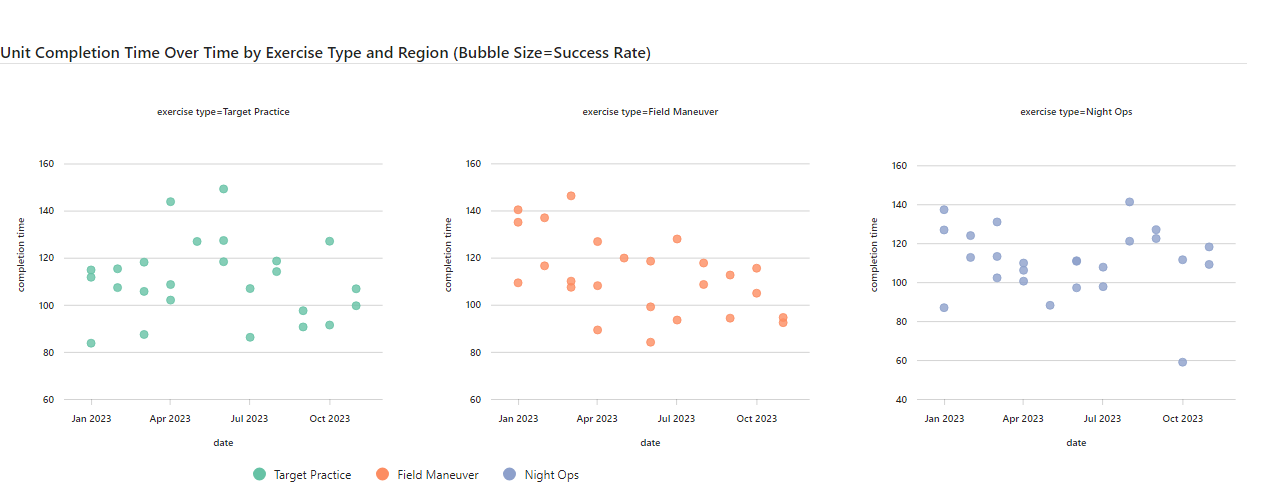 Unit Completion Time Over Time by Exercise Type and Region (Bubble Size=Success Rate)
exercise type=Target Practice
160
140
120
100
80
60
completion time
Jan 2023 Apr 2023 Jul 2023 Oct 2023
date
exercise type=Field Maneuver
160
140
120
100
80
60
completion time
Jan 2023 Apr 2023 Jul 2023 Oct 2023
date
exercise type=Night Ops
160
140
120
100
80
60
40
completion time
Jan 2023 Apr 2023 Jul 2023 Oct 2023
date
Target Practice Field Maneuver Night Ops